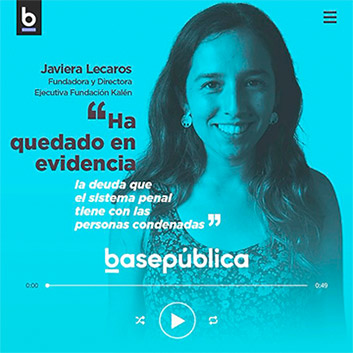 b
Javiera Lecaros
Fundadora y Directora
Ejecutiva Fundación Kalén
“Ha
quedado en
evidencia
la deuda que
el sistema penal
tiene con las
personas condenadas”
basepública
0:00
0:49